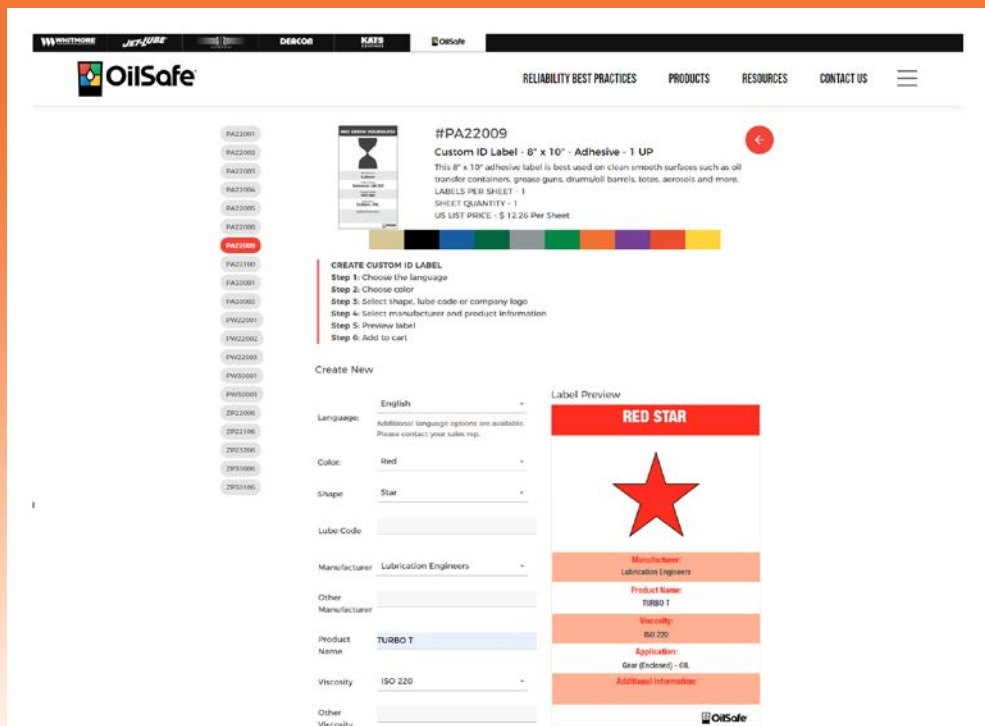 WHITMORE JET-LUBE DEACON KATS OilSafe
OilSafe
RELIABILITY BEST PRACTICES PRODUCTS RESOURCES CONTACT US
PA22001
PA22002
PA22003
PA22004
PA22005
PA22009
PA22100
PA30001
PW22001
PW22002
PW22003
PW30001
#PA22009
Custom ID Label - 8" x 10" - Adhesive - 1 UP
This 8" x 10" adhesive label is best used on clean smooth surfaces such as oil
transfer containers, grease guns, drums/oil barrels, totes, aerosols and more.
LABELS PER SHEET - 1
SHEET QUANTITY - 1
US LIST PRICE - $ 12.26 Per Sheet
CREATE CUSTOM ID LABEL
Step 1: Choose the language
Step 2: Choose color
Step 3: Select shape, lube code or company logo
Step 4: Select manufacturer and product information
Step 5: Preview label
Step 6: Add to cart
Create New
Language: English
Additional language options are available.
Please contact your sales rep.
Color: Red
Shape Star
Lube Code
Manufacturer Lubrication Engineers
Other
Manufacturer
Product
Name
TURBO T
Viscosity ISO 220
Other
Viscosity
Label Preview
RED STAR
Manufacturer:
Lubrication Engineers
Product Name:
TURBO T
Viscosity:
ISO 220
Application:
Gear (Enclosed) - OIL
Additional Information:
OilSafe